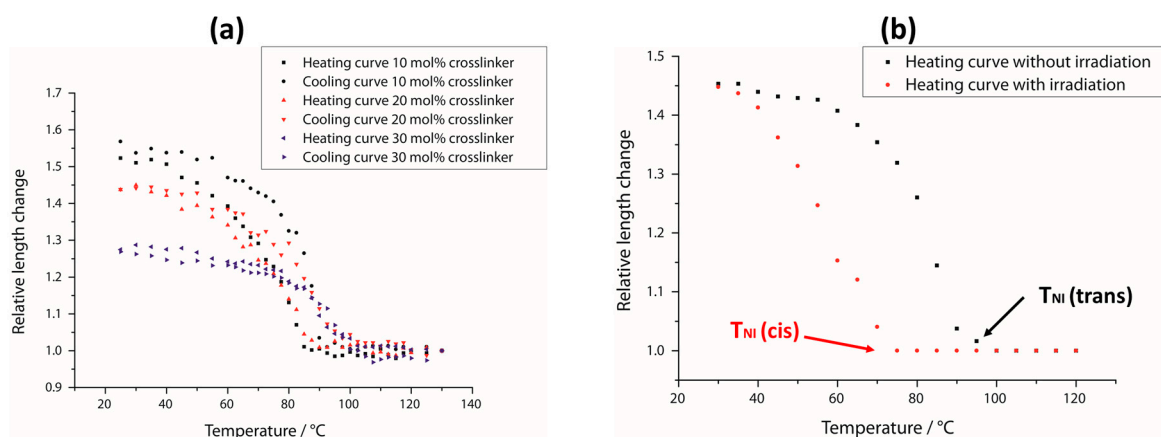 (a)
Heating curve 10 mol% crosslinker
Cooling curve 10 mol% crosslinker
Heating curve 20 mol% crosslinker
Cooling curve 20 mol% crosslinker
Heating curve 30 mol% crosslinker
Cooling curve 30 mol% crosslinker
1.7
1.6
1.5
1.4
1.3
1.2
1.1
1.0
0.9
Relative length change
20 40 60 80 100 120 140
Temperature / °C
(b)
Heating curve without irradiation
Heating curve with irradiation
1.5
1.4
1.3
1.2
1.1
1.0
Relative length change
TNI (trans)
TNI (cis)
20 40 60 80 100 120
Temperature / °C